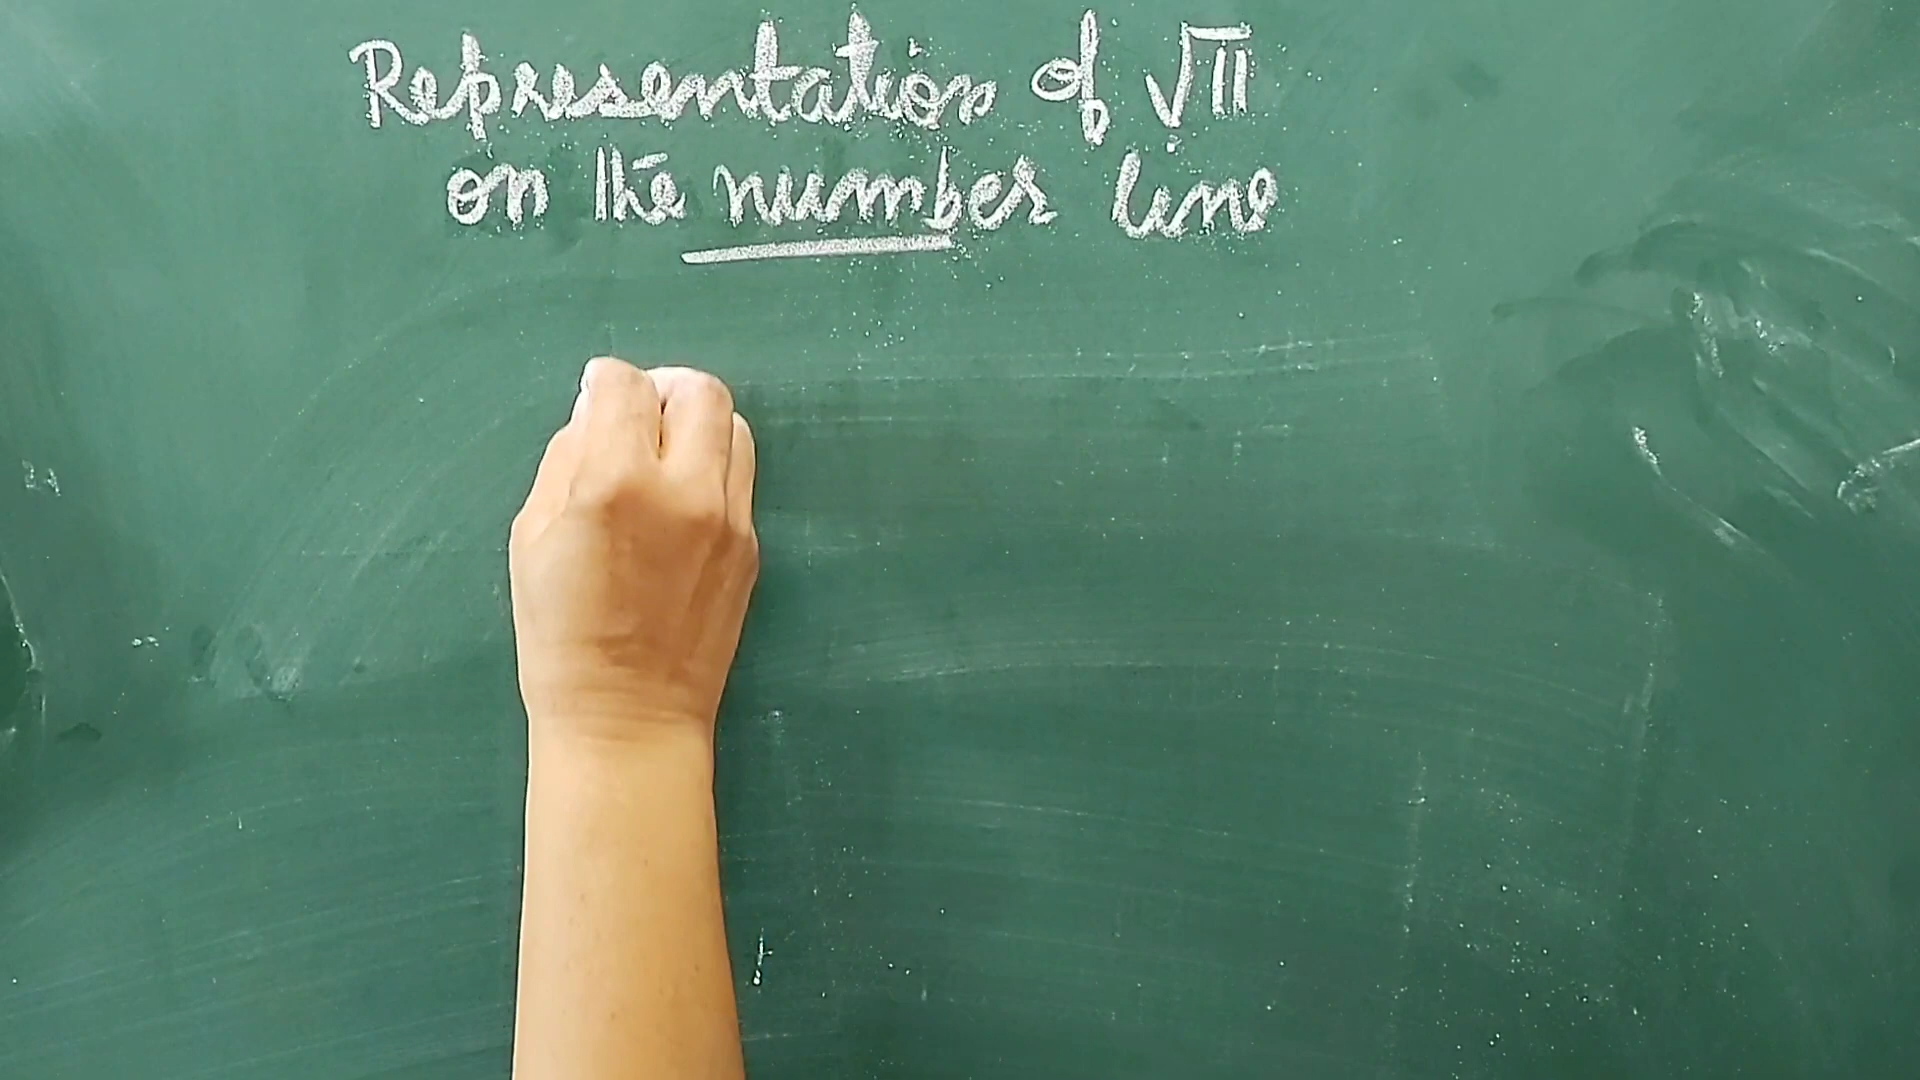 Representation of √11
on the number line